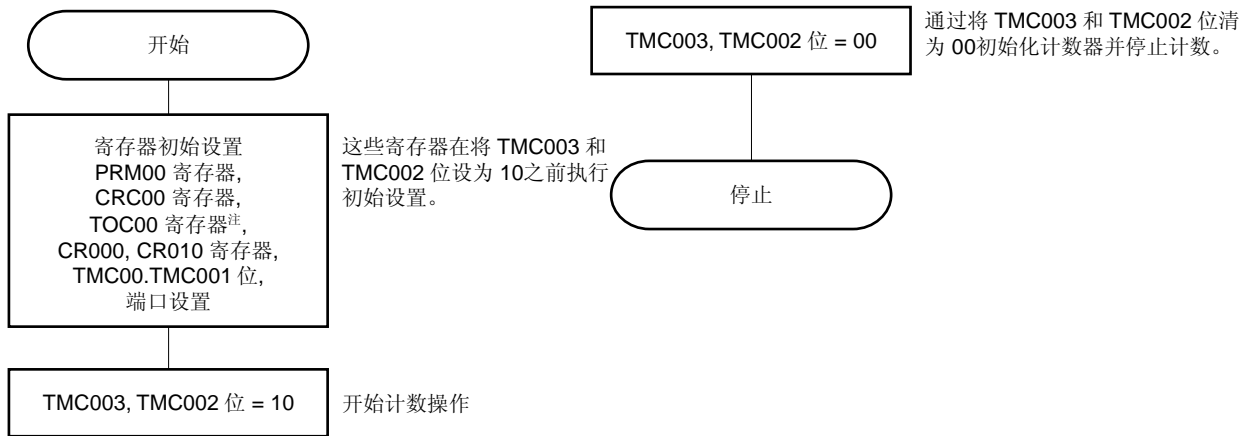 开始
寄存器初始设置
PRM00 寄存器,
CRC00 寄存器,
TOC00 寄存器注,
CR000, CR010 寄存器,
TMC00.TMC001 位,
端口设置
这些寄存器在将 TMC003 和
TMC002 位设为 10之前执行
初始设置。
TMC003, TMC002 位 = 10
开始计数操作
TMC003, TMC002 位 = 00
通过将 TMC003 和 TMC002 位清
为 00初始化计数器并停止计数。
停止